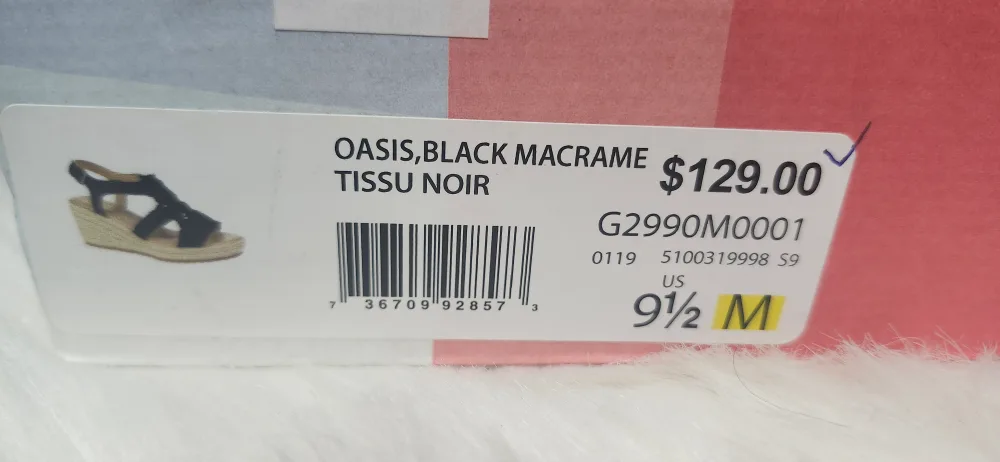 OASIS,BLACK MACRAME
TISSU NOIR
$129.00
G2990M0001
0119 5100319998 S9
US
9½ M
7 36709 92857 3